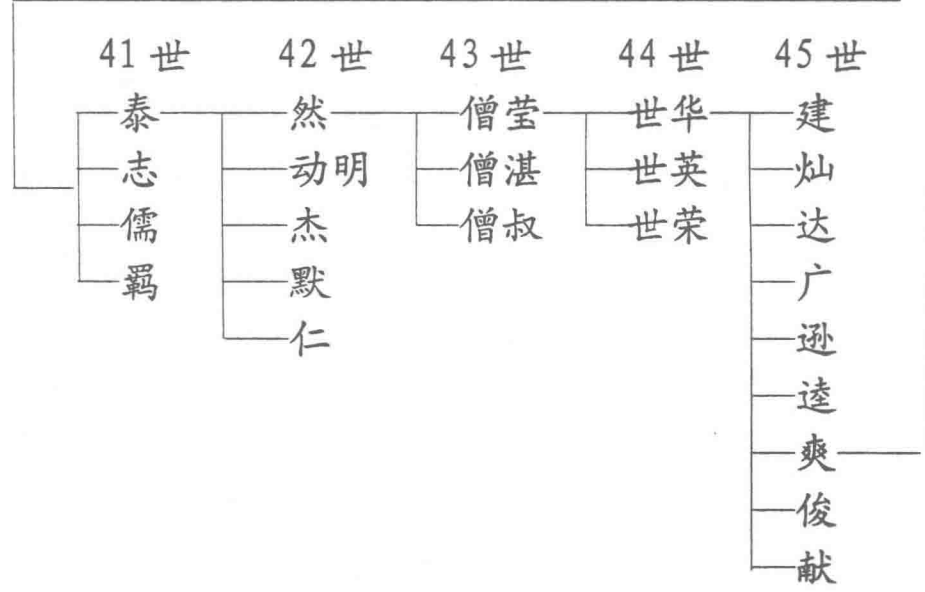 41世 42世 43世 44世 45世
泰 然 僧莹 世华 建
志 动明 僧湛 世英 灿
儒 杰 僧叔 世荣 达
羁 默 广
仁 逊
逵
爽
俊
献